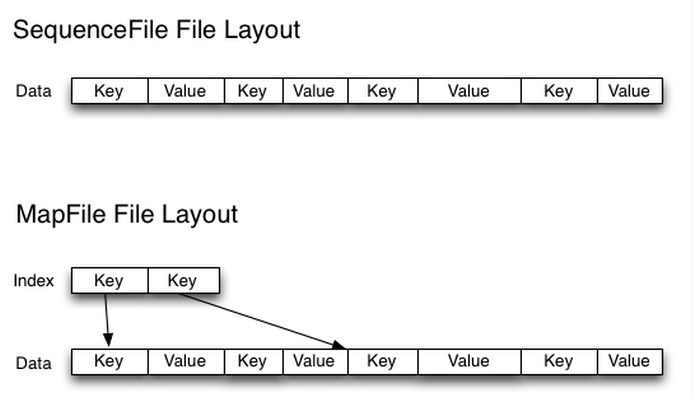 SequenceFile File Layout
Data Key Value Key Value Key Value Key Value
MapFile File Layout
Index Key Key
Data Key Value Key Value Key Value Key Value